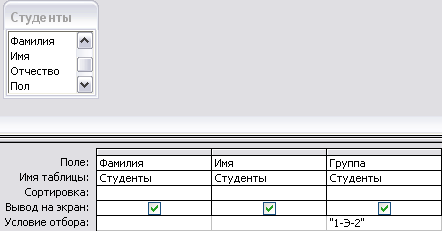 Студенты
Фамилия
Имя
Отчество
Пол
Поле: Фамилия Имя Группа
Имя таблицы: Студенты Студенты Студенты
Сортировка:
Вывод на экран:
Условие отбора: "1-Э-2"